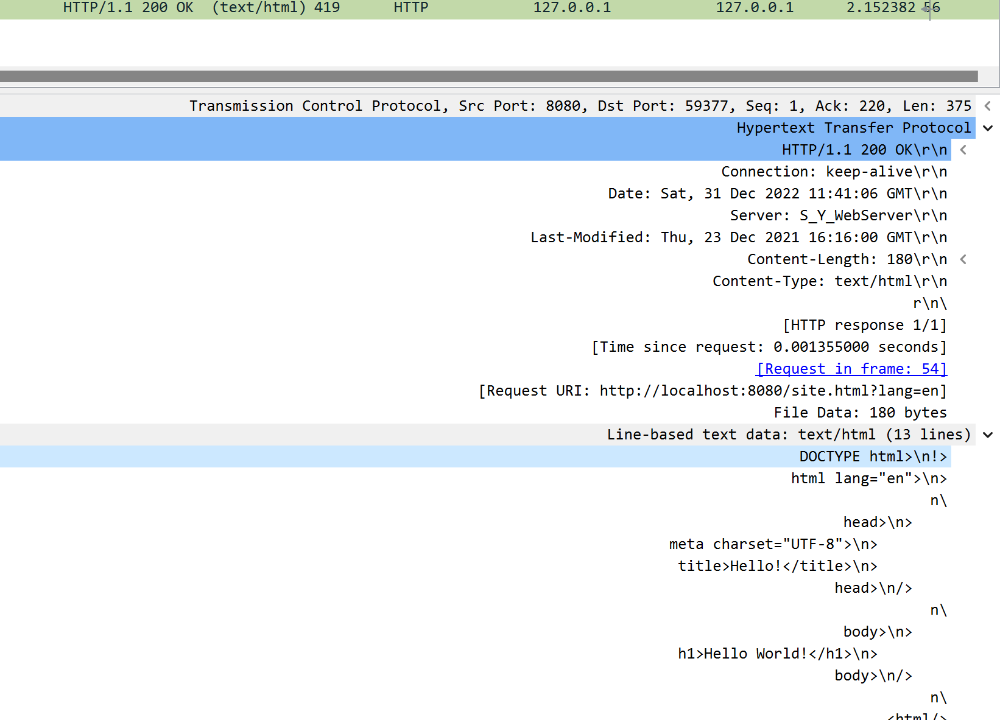 HTTP/1.1 200 OK  (text/html) 419 HTTP 127.0.0.1 127.0.0.1 2.152382 56
Transmission Control Protocol, Src Port: 8080, Dst Port: 59377, Seq: 1, Ack: 220, Len: 375
Hypertext Transfer Protocol
HTTP/1.1 200 OK\r\n
Connection: keep-alive\r\n
Date: Sat, 31 Dec 2022 11:41:06 GMT\r\n
Server: S_Y_WebServer\r\n
Last-Modified: Thu, 23 Dec 2021 16:16:00 GMT\r\n
Content-Length: 180\r\n
Content-Type: text/html\r\n
r\n\
[HTTP response 1/1]
[Time since request: 0.001355000 seconds]
[Request in frame: 54]
[Request URI: http://localhost:8080/site.html?lang=en]
File Data: 180 bytes
Line-based text data: text/html (13 lines)
DOCTYPE html>\n!>
html lang="en">\n>
n\
head>\n>
meta charset="UTF-8">\n>
title>Hello!</title>\n>
head>\n/>
n\
body>\n>
h1>Hello World!</h1>\n>
body>\n/>
n\
<html/>